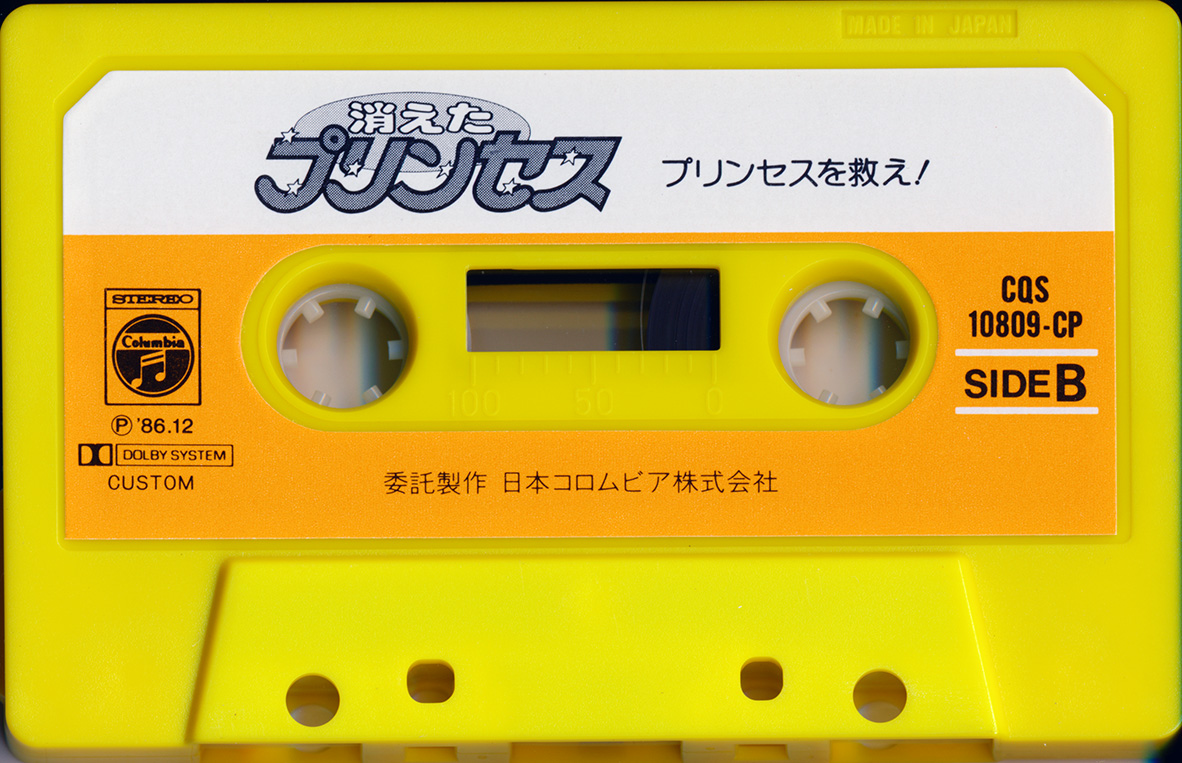 MADE IN JAPAN
消えた
プリンセス
プリンセスを救え!
STEREO
Columbia
Ⓟ '86.12
DOLBY SYSTEM
CUSTOM
100 50 0
CQS
10809-CP
SIDE B
委託製作 日本コロムビア株式会社